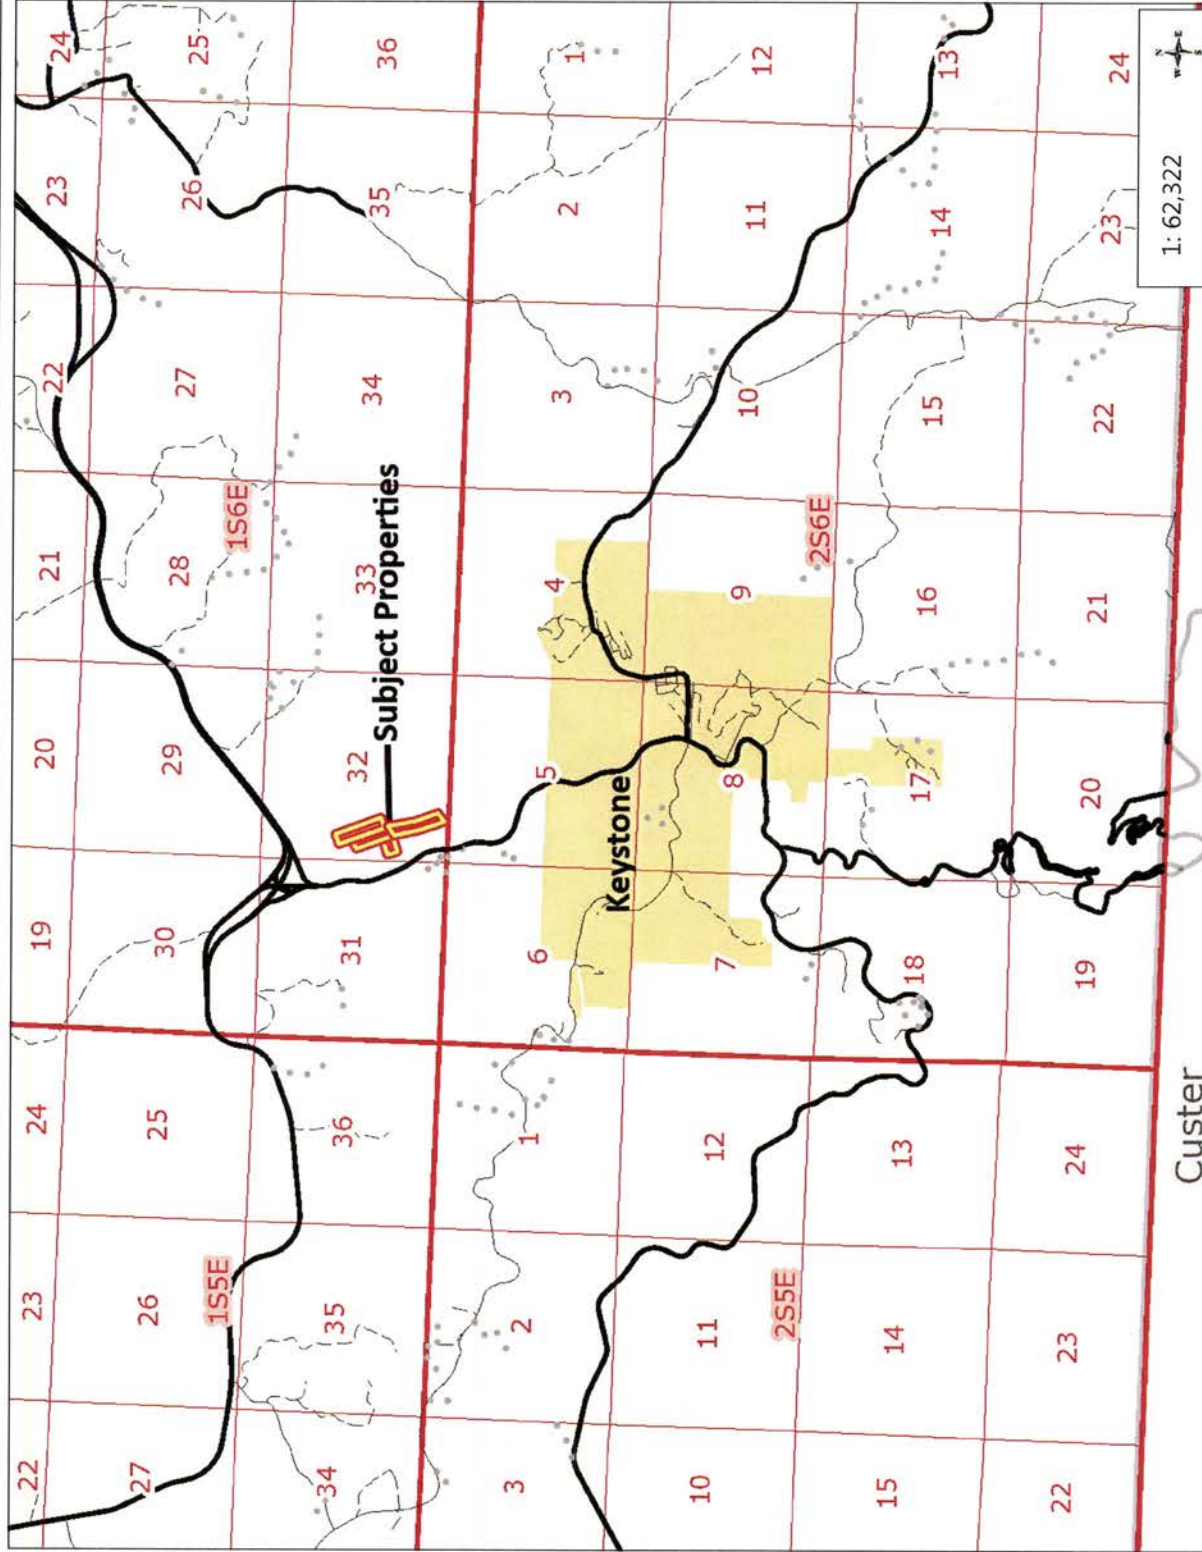 22 23 24 19 20 21 22 23 24
27 26 25 30 29 28 27 26 25
1S5E 1S6E
34 35 36 31 32 33 34 35 36
Subject Properties
3 2 1 6 5 4 3 2 1
Keystone
10 11 12 7 8 9 10 11 12
2S5E 2S6E
15 14 13 18 17 16 15 14 13
22 23 24 19 20 21 22 23 24
1: 62,322
N
W E
S
Custer